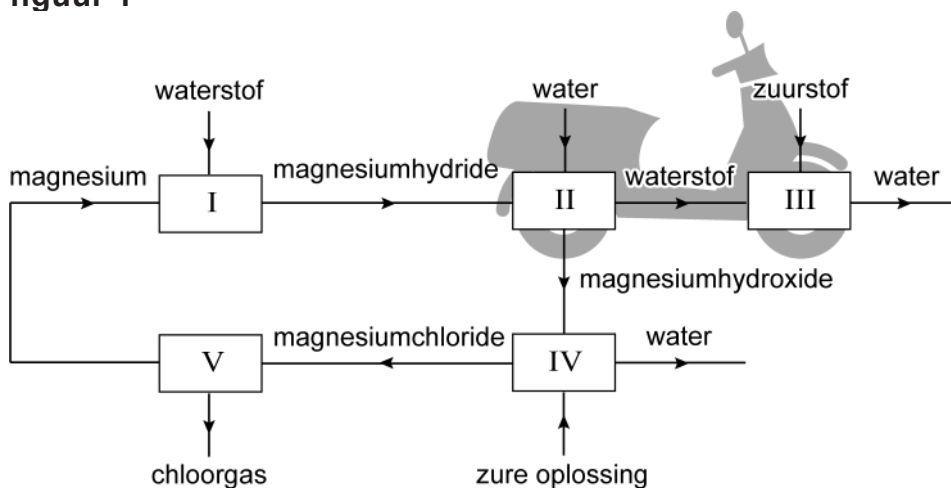 figuur 1
waterstof
water
zuurstof
magnesium
magnesiumhydride
waterstof
water
I
II
III
magnesiumhydroxide
magnesiumchloride
water
V
IV
chloorgas
zure oplossing